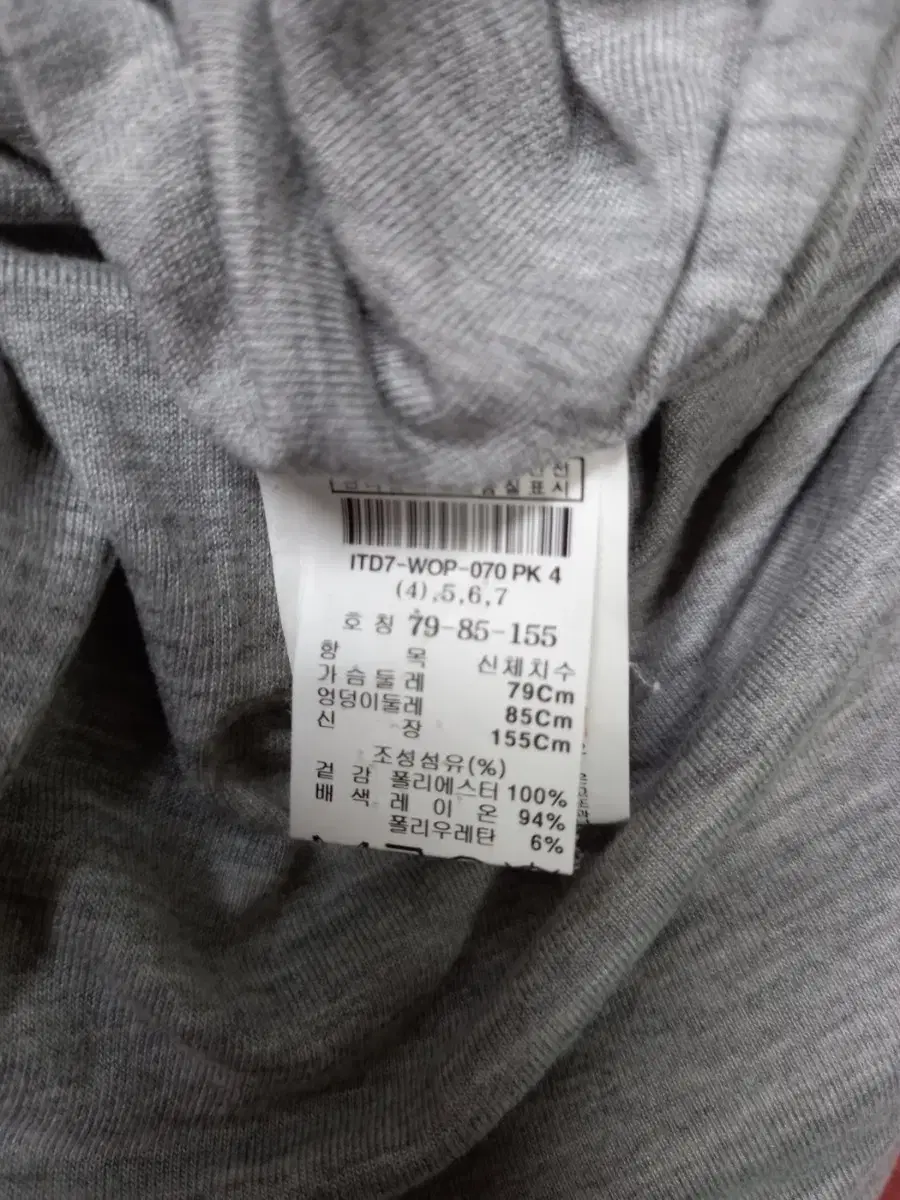 실표시
ITD7-WOP-070 PK 4
(4),5,6,7
호 칭 79-85-155
항 목 신체치수
가슴둘레 79Cm
엉덩이둘레 85Cm
신 장 155Cm
조성섬유(%)
겉 감 폴리에스터 100%
배 색 레 이 온 94%
폴리우레탄 6%